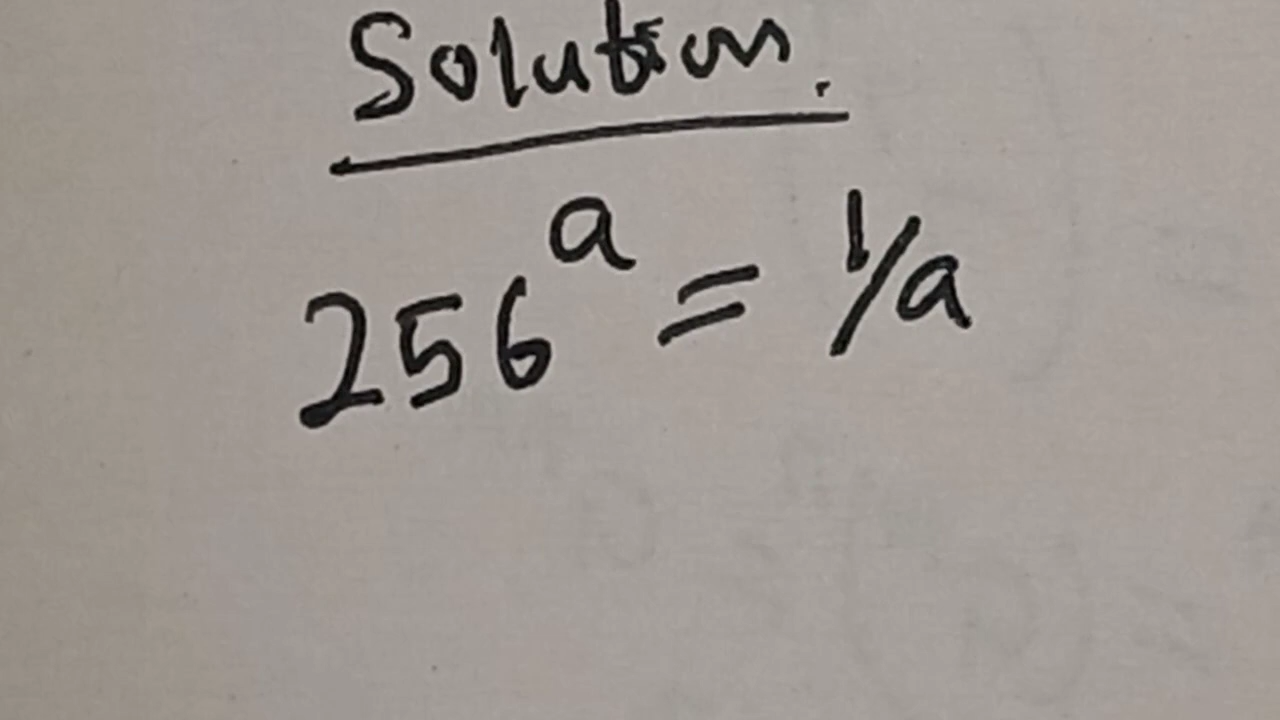 Solution.
256^a = 1/a